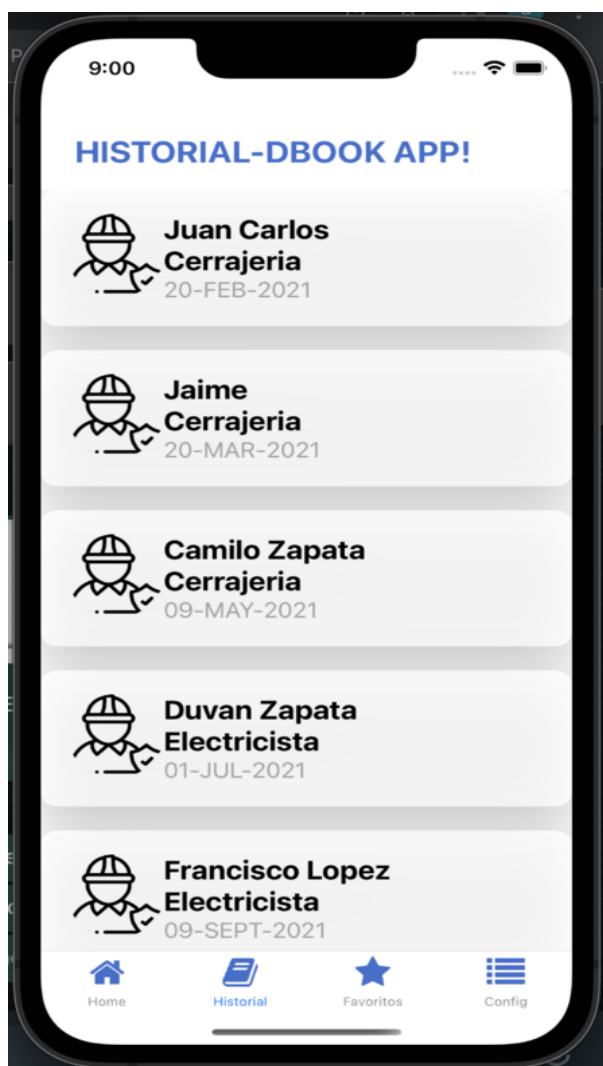 9:00
HISTORIAL-DBOOK APP!
Juan Carlos
Cerrajeria
20-FEB-2021
Jaime
Cerrajeria
20-MAR-2021
Camilo Zapata
Cerrajeria
09-MAY-2021
Duvan Zapata
Electricista
01-JUL-2021
Francisco Lopez
Electricista
09-SEPT-2021
Home Historial Favoritos Config